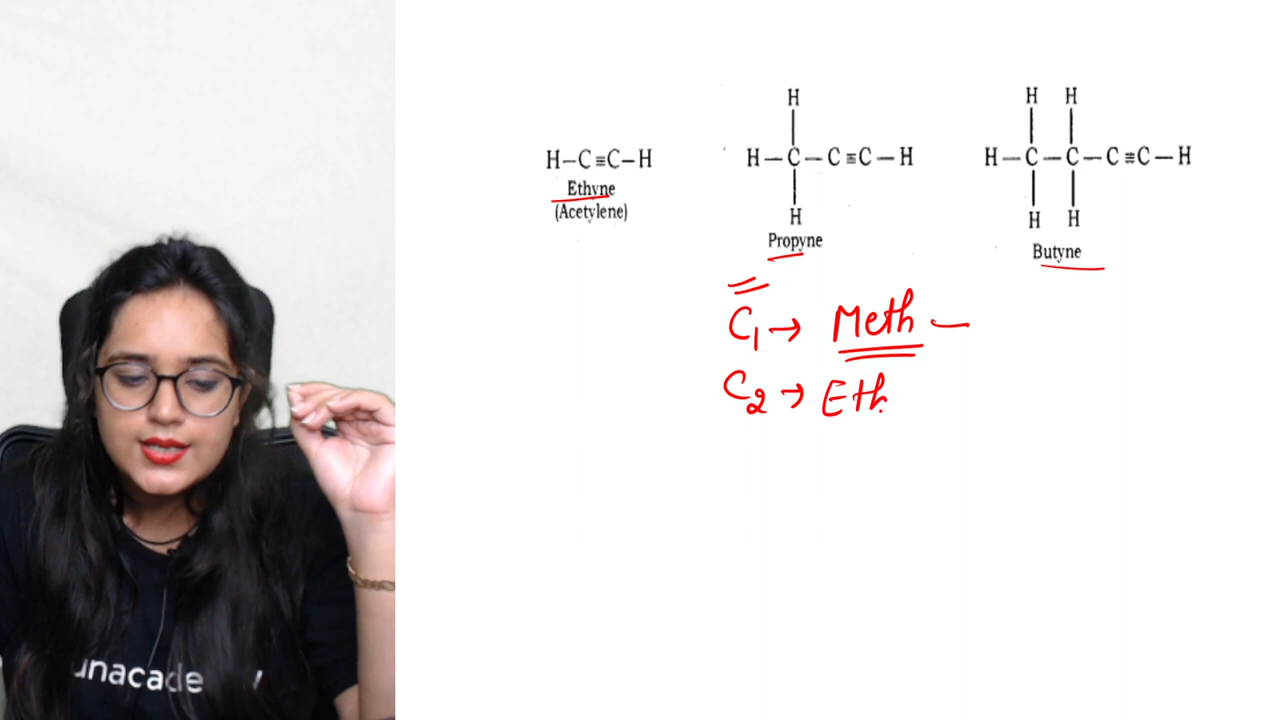 H–C≡C–H
Ethyne
(Acetylene)
H
H–C–C≡C–H
H
Propyne
H H
H–C–C–C≡C–H
H H
Butyne
C₁ → Meth –
C₂ → Eth
unacade